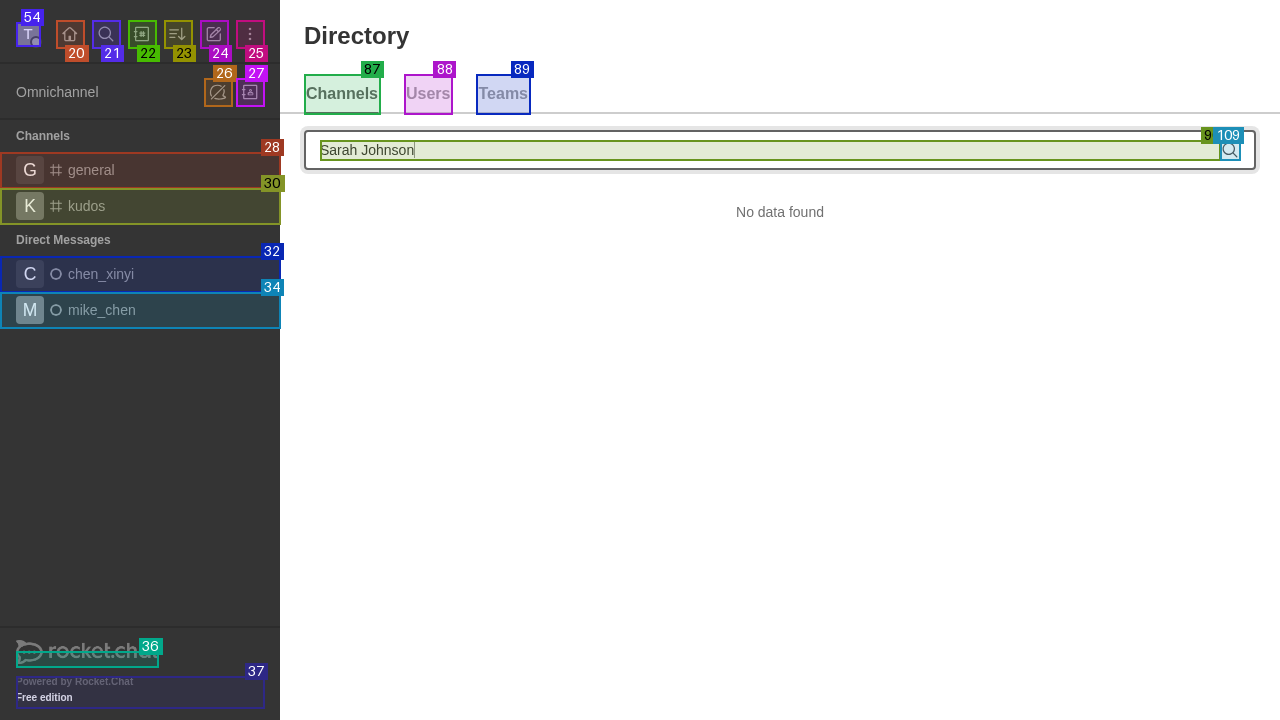 54
T
20
21
22
23
24
25
Directory
26
27
Omnichannel
87
88
89
Channels
Users
Teams
Channels
109
Sarah Johnson
28
G
general
30
K
kudos
No data found
Direct Messages
32
C
chen_xinyi
34
M
mike_chen
36
rocket.chat
37
Powered by Rocket.Chat
Free edition